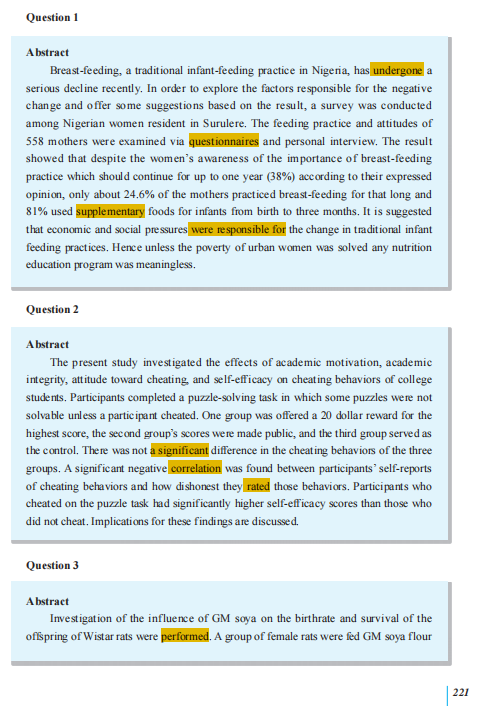 Question 1
Abstract
Breast-feeding, a traditional infant-feeding practice in Nigeria, has undergone a
serious decline recently. In order to explore the factors responsible for the negative
change and offer some suggestions based on the result, a survey was conducted
among Nigerian women resident in Surulere. The feeding practice and attitudes of
558 mothers were examined via questionnaires and personal interview. The result
showed that despite the women's awareness of the importance of breast-feeding
practice which should continue for up to one year (38%) according to their expressed
opinion, only about 24.6% of the mothers practiced breast-feeding for that long and
81% used supplementary foods for infants from birth to three months. It is suggested
that economic and social pressures were responsible for the change in traditional infant
feeding practices. Hence unless the poverty of urban women was solved any nutrition
education program was meaningless.
Question 2
Abstract
The present study investigated the effects of academic motivation, academic
integrity, attitude toward cheating, and self-efficacy on cheating behaviors of college
students. Participants completed a puzzle-solving task in which some puzzles were not
solvable unless a participant cheated. One group was offered a 20 dollar reward for the
highest score, the second group's scores were made public, and the third group served as
the control. There was not a significant difference in the cheating behaviors of the three
groups. A significant negative correlation was found between participants' self-reports
of cheating behaviors and how dishonest they rated those behaviors. Participants who
cheated on the puzzle task had significantly higher self-efficacy scores than those who
did not cheat. Implications for these findings are discussed.
Question 3
Abstract
Investigation of the influence of GM soya on the birthrate and survival of the
offspring of Wistar rats were performed. A group of female rats were fed GM soya flour
221